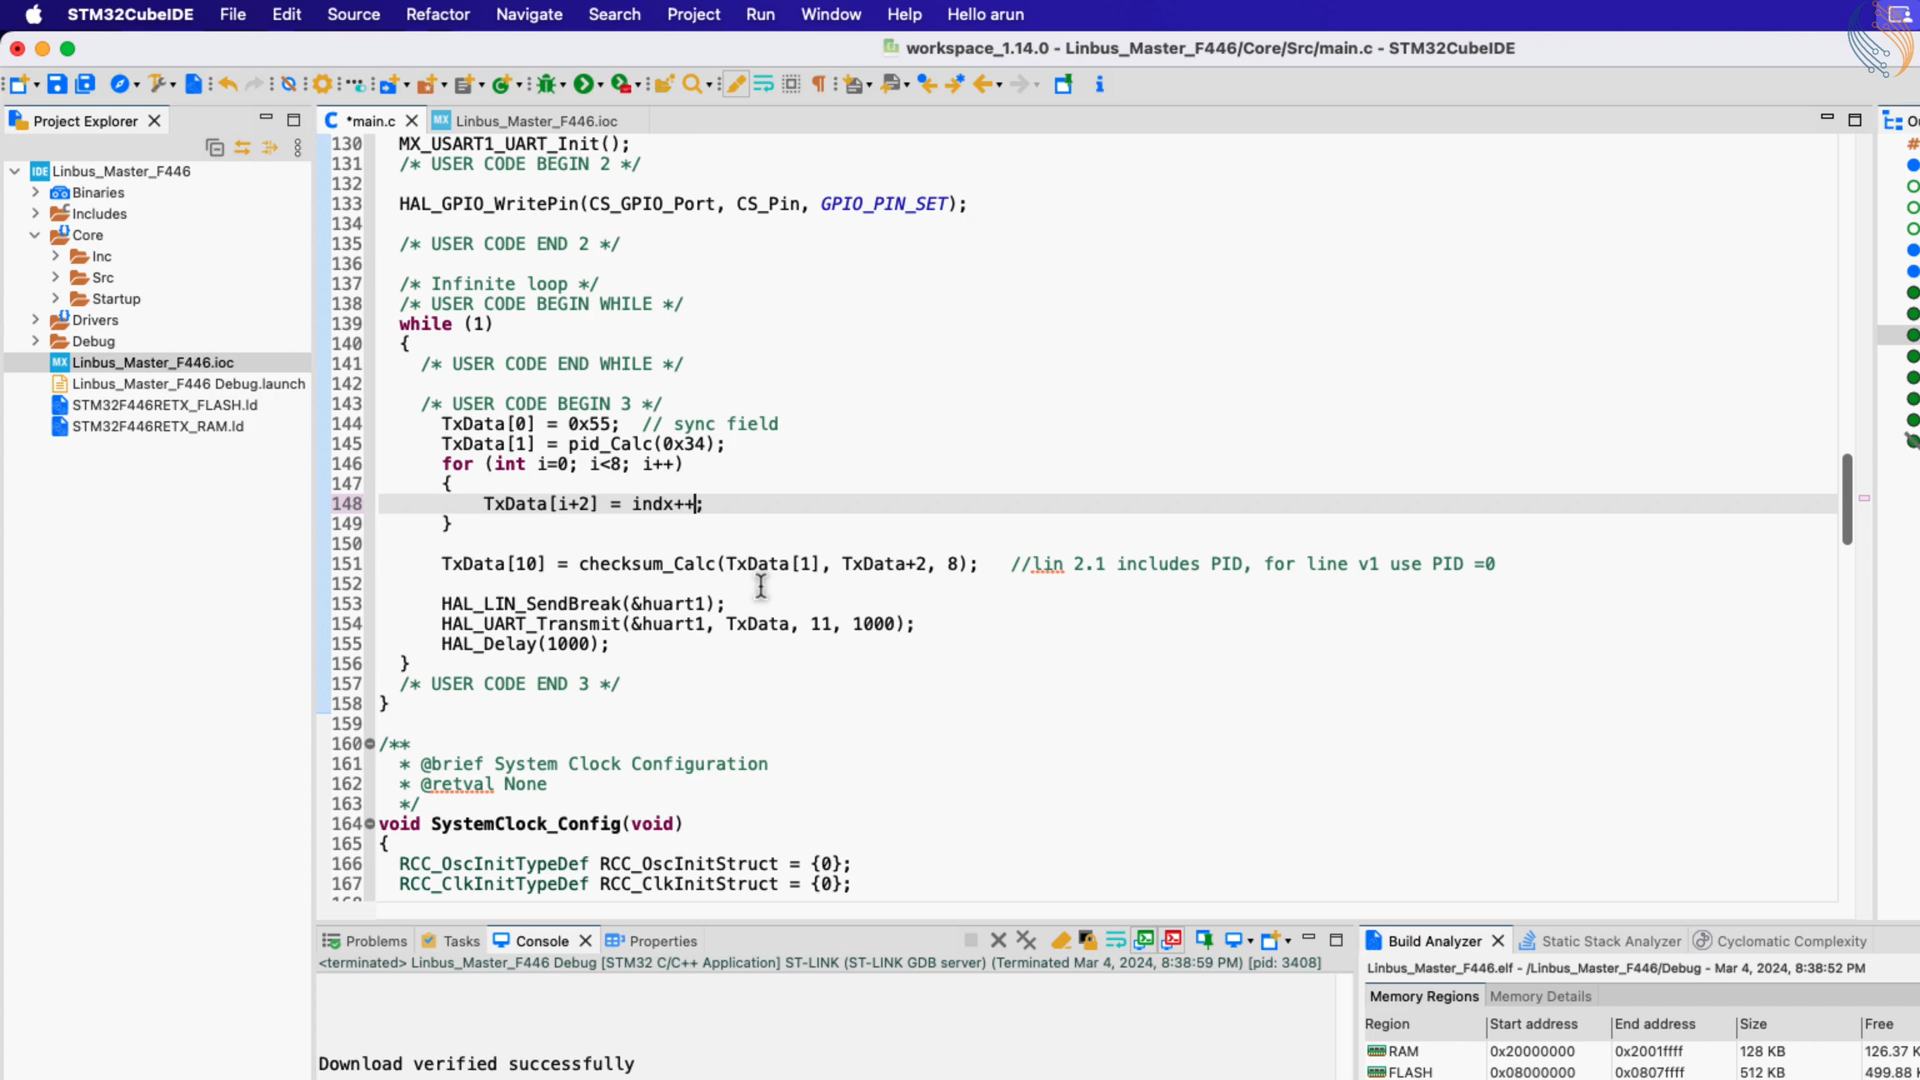 STM32CubeIDE File Edit Source Refactor Navigate Search Project Run Window Help Hello arun
workspace_1.14.0 - Linbus_Master_F446/Core/Src/main.c - STM32CubeIDE
Project Explorer
Linbus_Master_F446
Binaries
Includes
Core
Inc
Src
Startup
Drivers
Debug
Linbus_Master_F446.ioc
Linbus_Master_F446 Debug.launch
STM32F446RETX_FLASH.ld
STM32F446RETX_RAM.ld
*main.c Linbus_Master_F446.ioc
130 MX_USART1_UART_Init();
131 /* USER CODE BEGIN 2 */
132
133 HAL_GPIO_WritePin(CS_GPIO_Port, CS_Pin, GPIO_PIN_SET);
134
135 /* USER CODE END 2 */
136
137 /* Infinite loop */
138 /* USER CODE BEGIN WHILE */
139 while (1)
140 {
141 /* USER CODE END WHILE */
142
143 /* USER CODE BEGIN 3 */
144 TxData[0] = 0x55; // sync field
145 TxData[1] = pid_Calc(0x34);
146 for (int i=0; i<8; i++)
147 {
148 TxData[i+2] = indx++;
149 }
150
151 TxData[10] = checksum_Calc(TxData[1], TxData+2, 8); //lin 2.1 includes PID, for line v1 use PID =0
152
153 HAL_LIN_SendBreak(&huart1);
154 HAL_UART_Transmit(&huart1, TxData, 11, 1000);
155 HAL_Delay(1000);
156 }
157 /* USER CODE END 3 */
158 }
159
160 /**
161 * @brief System Clock Configuration
162 * @retval None
163 */
164 void SystemClock_Config(void)
165 {
166 RCC_OscInitTypeDef RCC_OscInitStruct = {0};
167 RCC_ClkInitTypeDef RCC_ClkInitStruct = {0};
Problems Tasks Console Properties
<terminated> Linbus_Master_F446 Debug [STM32 C/C++ Application] ST-LINK (ST-LINK GDB server) (Terminated Mar 4, 2024, 8:38:59 PM) [pid: 3408]
Download verified successfully
Build Analyzer Static Stack Analyzer Cyclomatic Complexity
Linbus_Master_F446.elf - /Linbus_Master_F446/Debug - Mar 4, 2024, 8:38:52 PM
Memory Regions Memory Details
Region Start address End address Size Free
RAM 0x20000000 0x2001ffff 128 KB 126.37 K
FLASH 0x08000000 0x0807ffff 512 KB 499.88 K